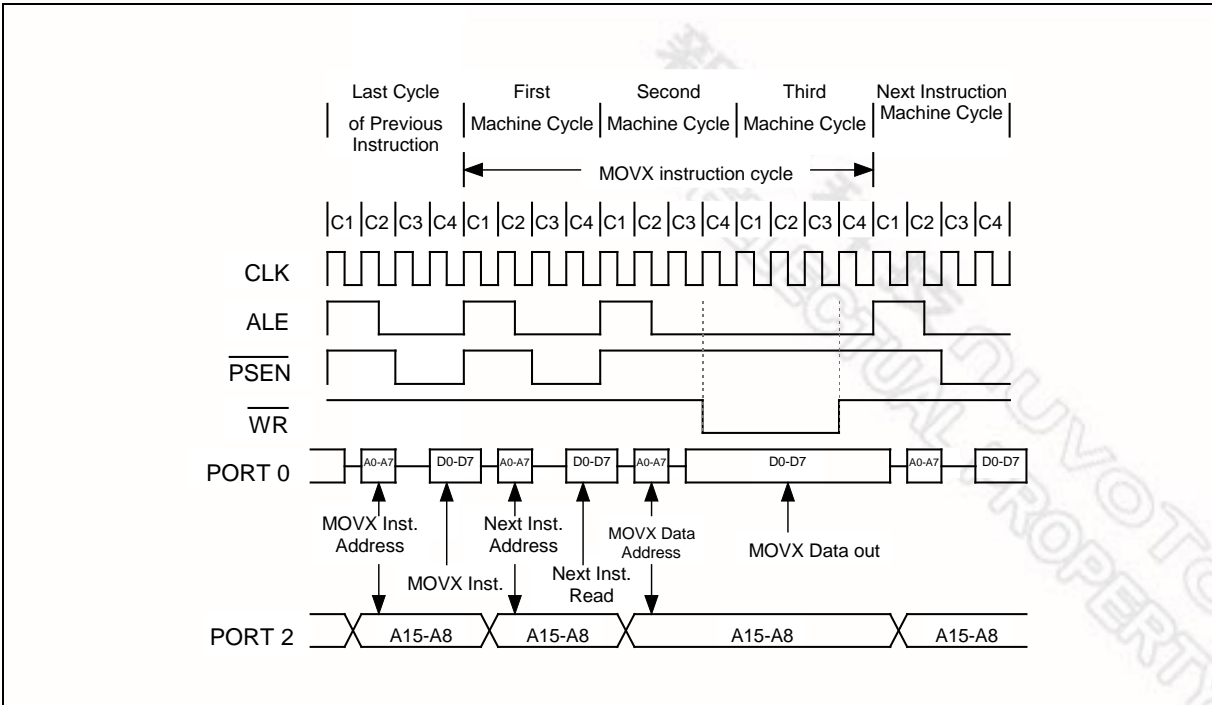 Last Cycle of Previous Instruction
First Machine Cycle
Second Machine Cycle
Third Machine Cycle
Next Instruction Machine Cycle
MOVX instruction cycle
C1 C2 C3 C4 C1 C2 C3 C4 C1 C2 C3 C4 C1 C2 C3 C4 C1 C2 C3 C4
CLK
ALE
PSEN
WR
PORT 0
A0-A7 D0-D7 A0-A7 D0-D7 A0-A7 D0-D7 A0-A7 D0-D7
MOVX Inst. Address
MOVX Inst.
Next Inst. Address
Next Inst. Read
MOVX Data Address
MOVX Data out
PORT 2
A15-A8 A15-A8 A15-A8 A15-A8
nuvoTo
PROPERTY